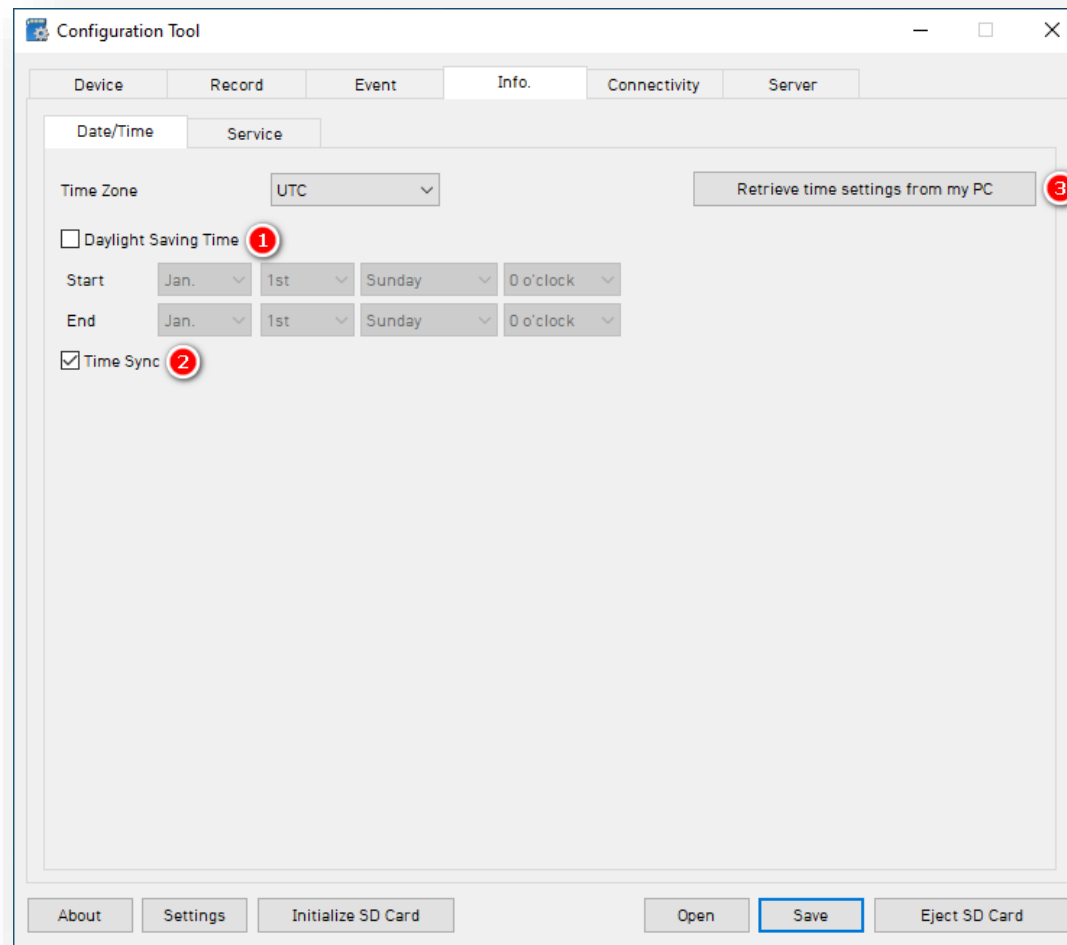 Configuration Tool
Device Record Event Info. Connectivity Server
Date/Time Service
Time Zone UTC Retrieve time settings from my PC 3
Daylight Saving Time 1
Start Jan. 1st Sunday 0 o'clock
End Jan. 1st Sunday 0 o'clock
Time Sync 2
About Settings Initialize SD Card Open Save Eject SD Card